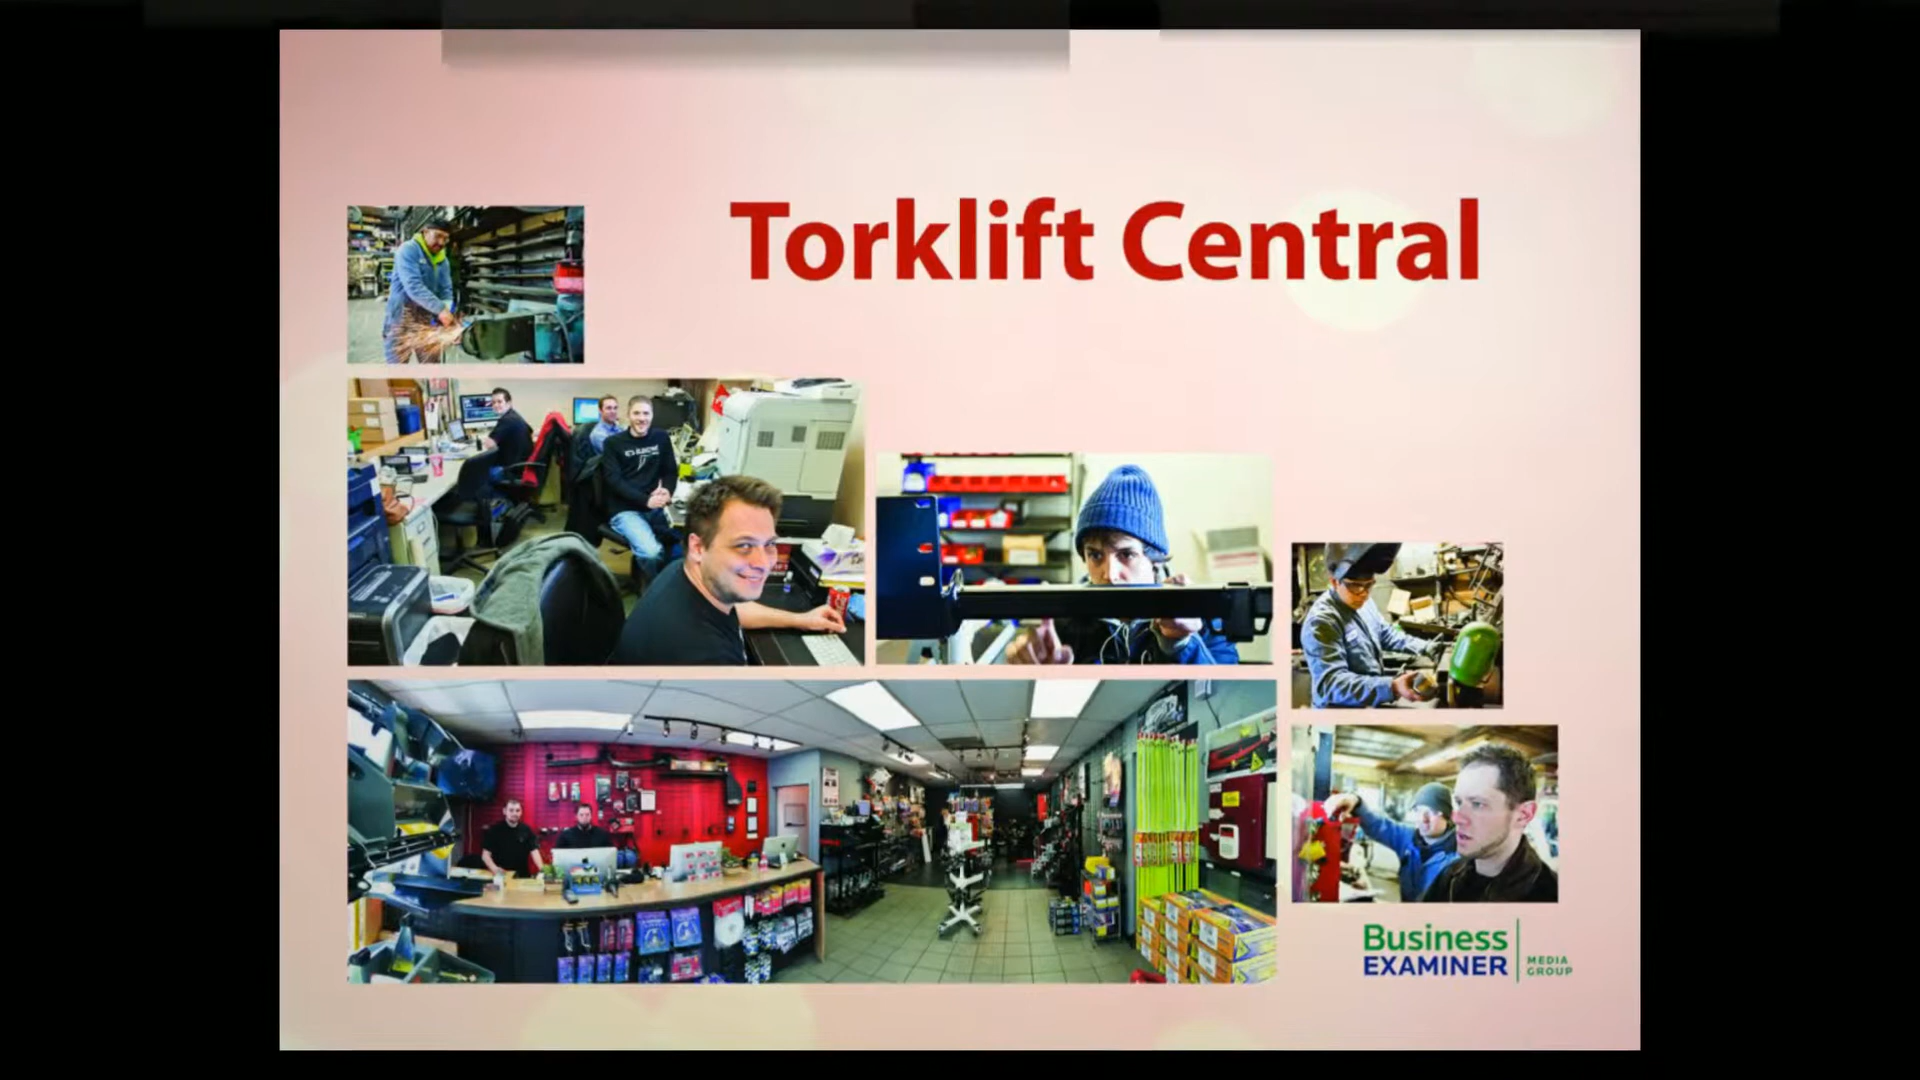 Torklift Central
Business
EXAMINER
MEDIA
GROUP